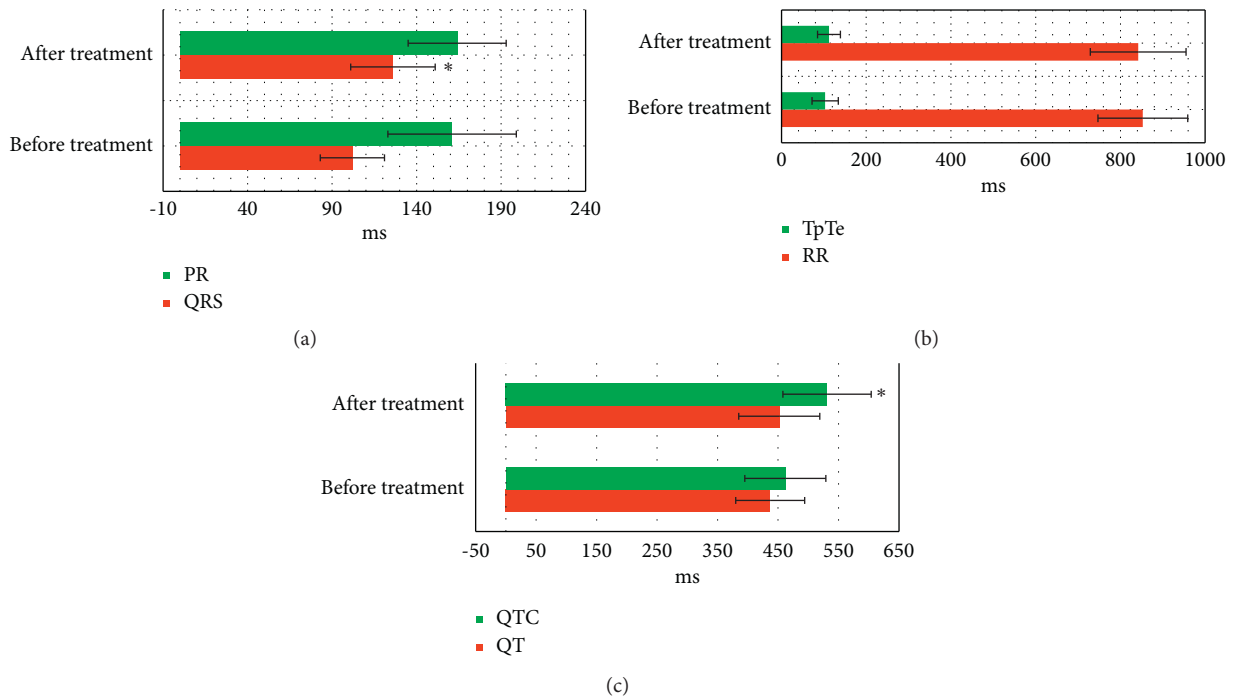 After treatment
*
Before treatment
-10 40 90 140 190 240
ms
PR
QRS
(a)
After treatment
Before treatment
0 200 400 600 800 1000
ms
TpTe
RR
(b)
After treatment
*
Before treatment
-50 50 150 250 350 450 550 650
ms
QTC
QT
(c)